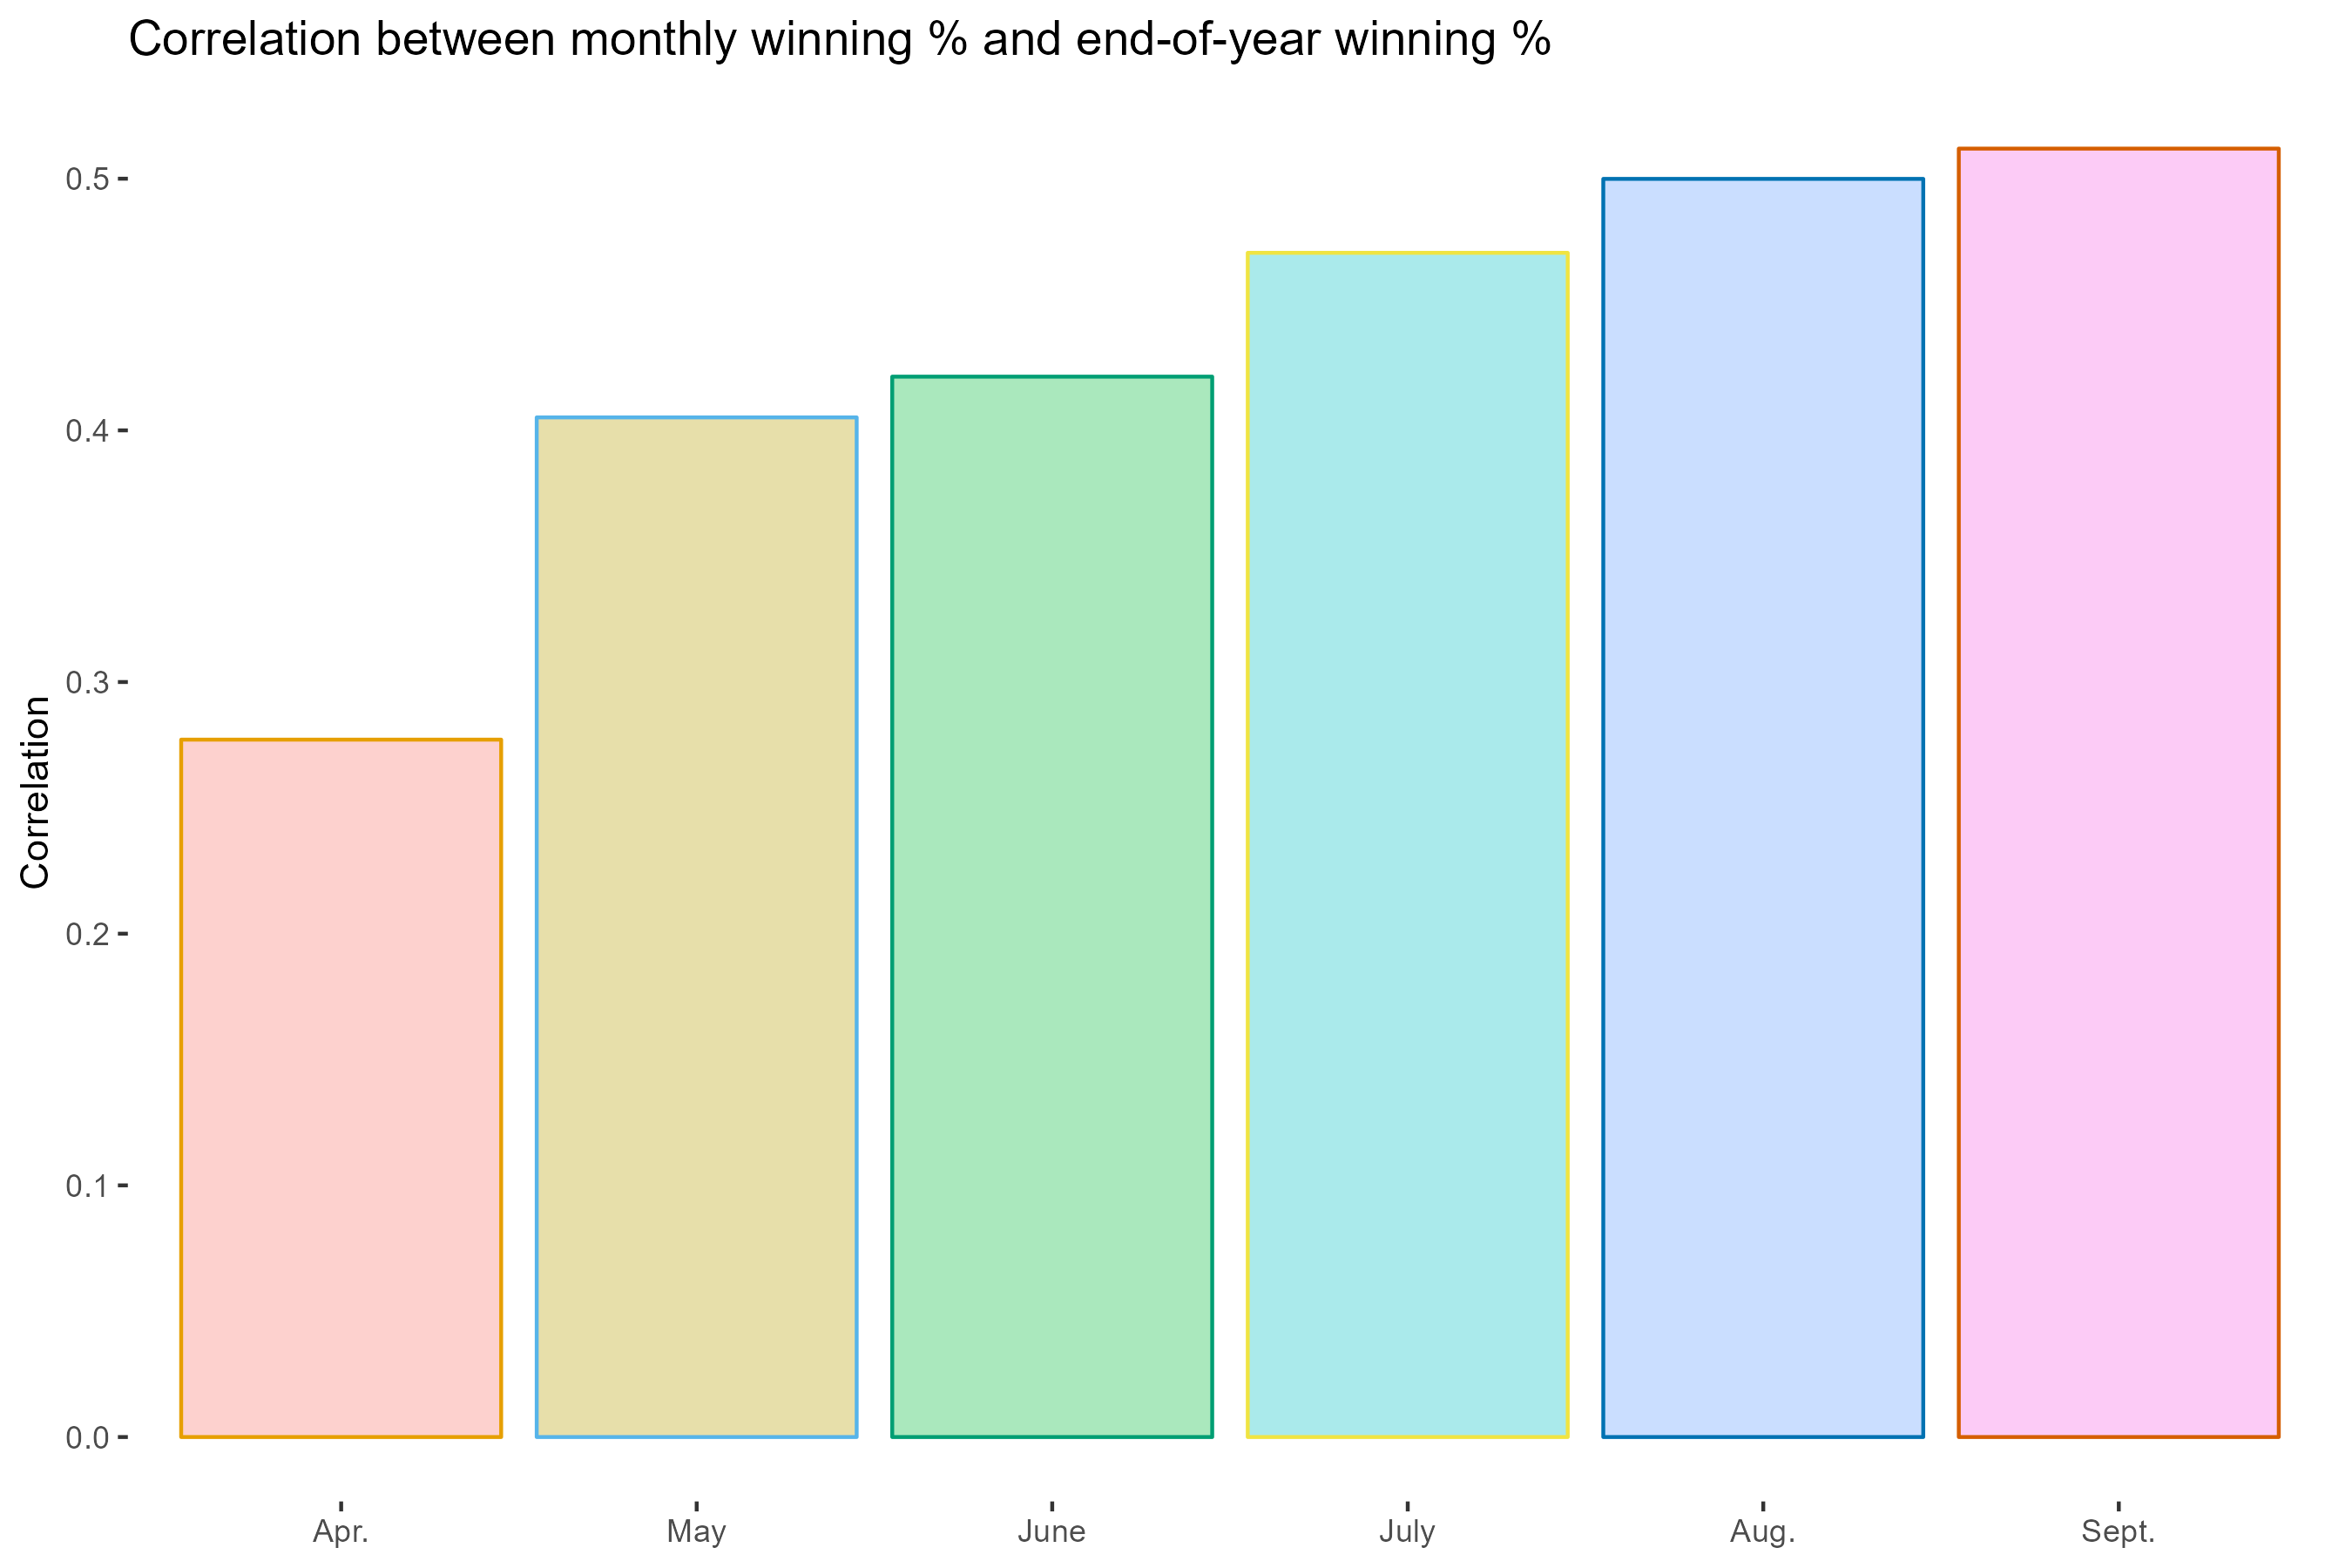 Correlation between monthly winning % and end-of-year winning %
Correlation
0.5
0.4
0.3
0.2
0.1
0.0
Apr.
May
June
July
Aug.
Sept.